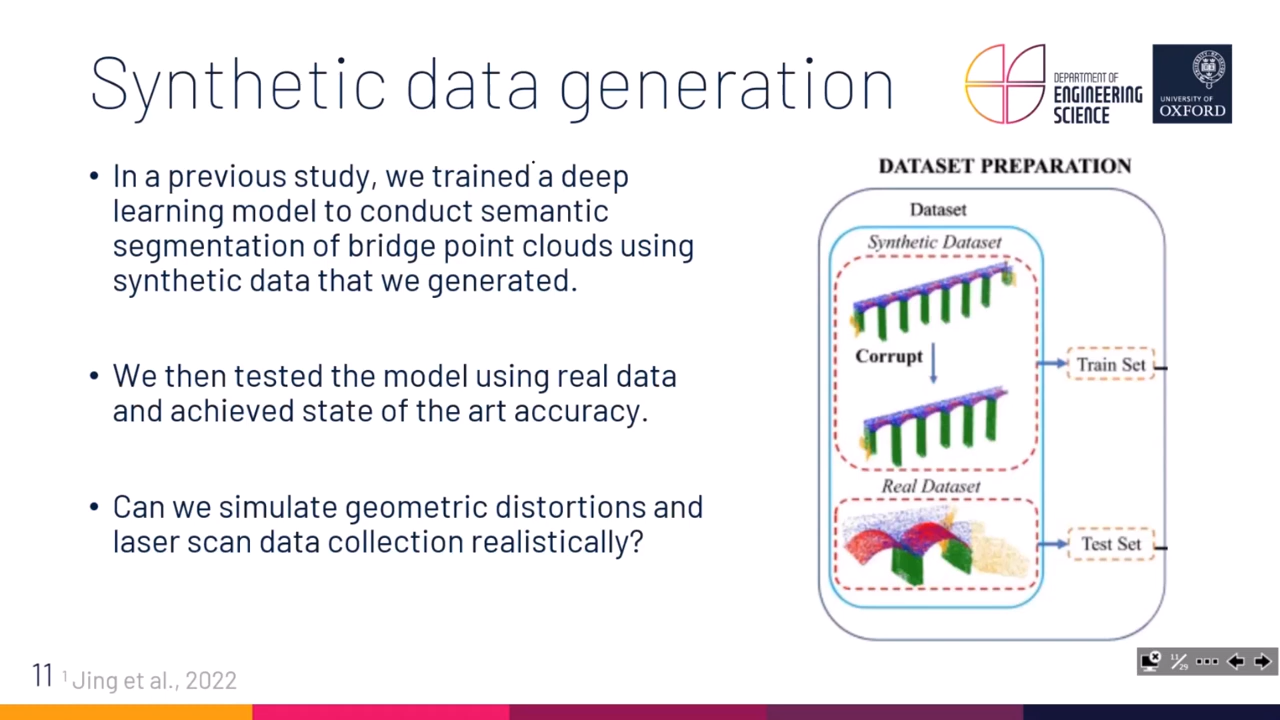 Synthetic data generation
DEPARTMENT OF
ENGINEERING
SCIENCE
UNIVERSITY OF
OXFORD
• In a previous study, we trained a deep
learning model to conduct semantic
segmentation of bridge point clouds using
synthetic data that we generated.
• We then tested the model using real data
and achieved state of the art accuracy.
• Can we simulate geometric distortions and
laser scan data collection realistically?
DATASET PREPARATION
Dataset
Synthetic Dataset
Corrupt
Train Set
Real Dataset
Test Set
11
1 Jing et al., 2022
11/29